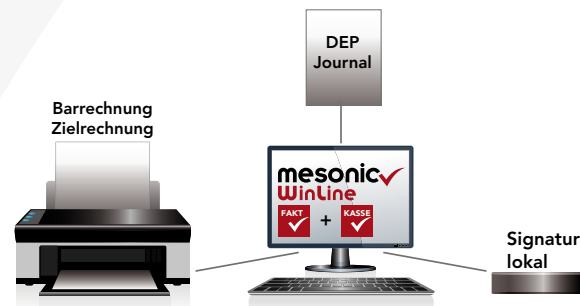 DEP
Journal
Barrechnung
Zielrechnung
mesonic
WinLine
FAKT + KASSE
Signatur
lokal